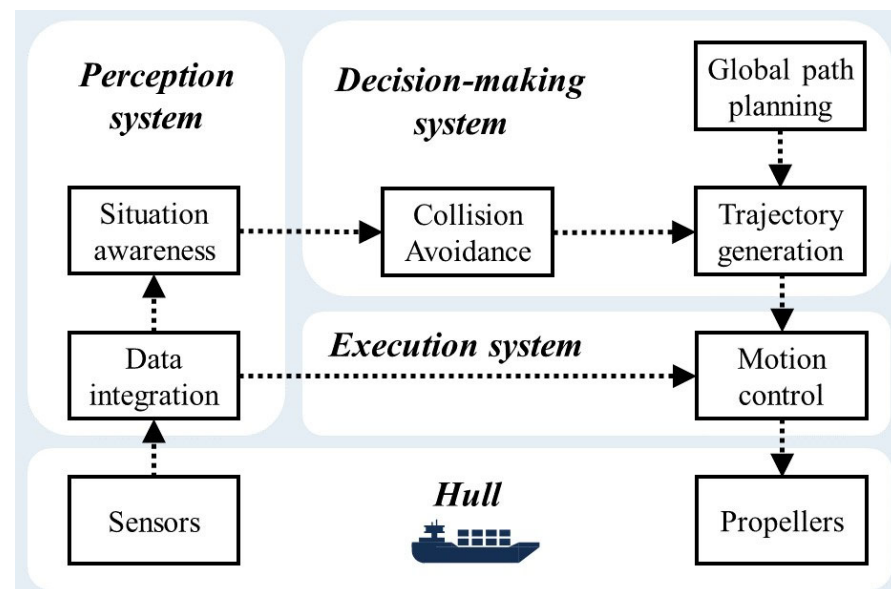 Perception
system
Decision-making
system
Global path
planning
Situation
awareness
Collision
Avoidance
Trajectory
generation
Data
integration
Execution system
Motion
control
Sensors
Hull
Propellers